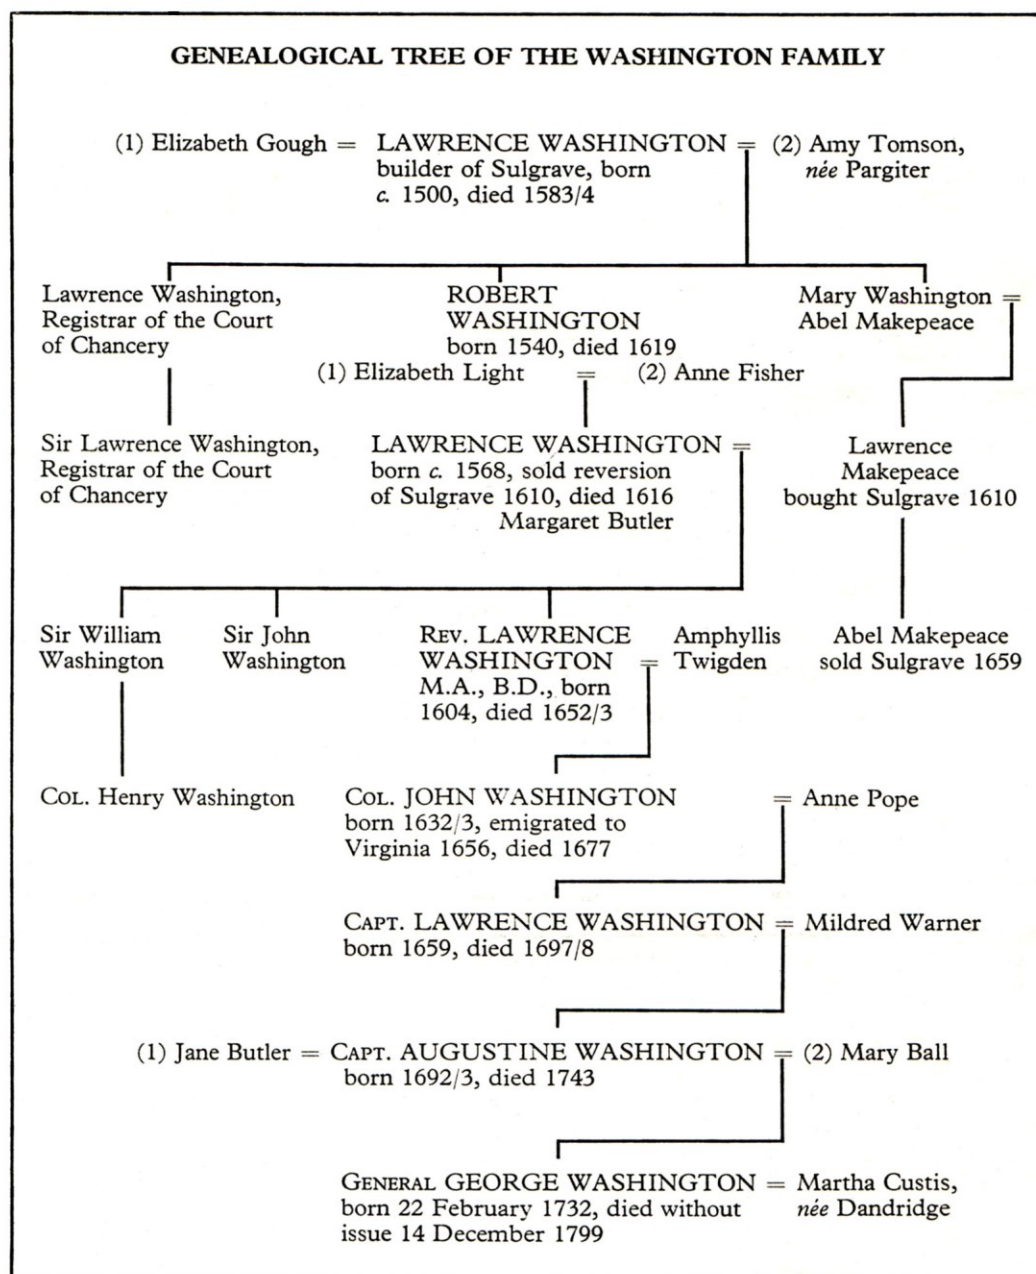 GENEALOGICAL TREE OF THE WASHINGTON FAMILY
(1) Elizabeth Gough = LAWRENCE WASHINGTON = (2) Amy Tomson,
builder of Sulgrave, born née Pargiter
c. 1500, died 1583/4
Lawrence Washington,
Registrar of the Court
of Chancery
ROBERT
WASHINGTON
born 1540, died 1619
(1) Elizabeth Light = (2) Anne Fisher
Mary Washington =
Abel Makepeace
Sir Lawrence Washington,
Registrar of the Court
of Chancery
LAWRENCE WASHINGTON =
born c. 1568, sold reversion
of Sulgrave 1610, died 1616
Margaret Butler
Lawrence
Makepeace
bought Sulgrave 1610
Sir William
Washington
Sir John
Washington
REV. LAWRENCE
WASHINGTON =
M.A., B.D., born
1604, died 1652/3
Amphyllis
Twigden
Abel Makepeace
sold Sulgrave 1659
COL. Henry Washington
COL. JOHN WASHINGTON = Anne Pope
born 1632/3, emigrated to
Virginia 1656, died 1677
CAPT. LAWRENCE WASHINGTON = Mildred Warner
born 1659, died 1697/8
(1) Jane Butler = CAPT. AUGUSTINE WASHINGTON = (2) Mary Ball
born 1692/3, died 1743
GENERAL GEORGE WASHINGTON = Martha Custis,
born 22 February 1732, died without née Dandridge
issue 14 December 1799